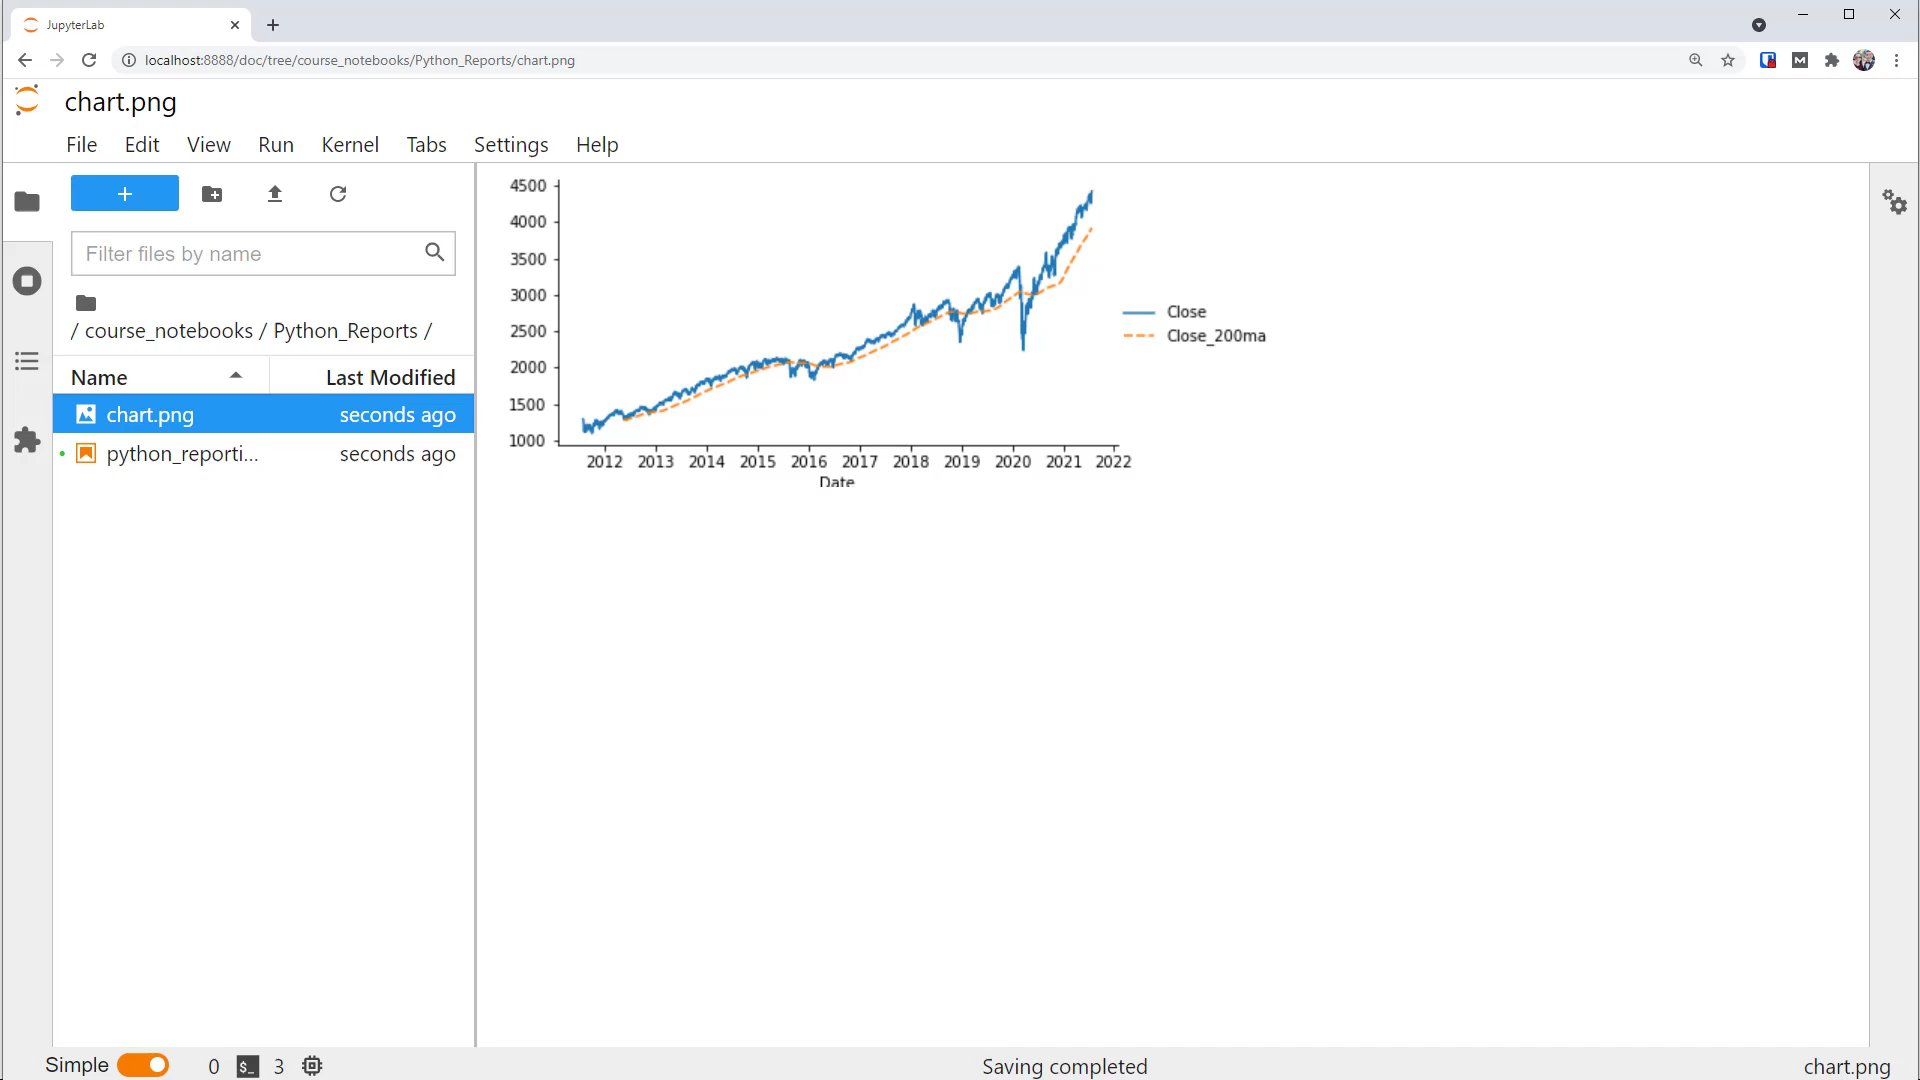 JupyterLab
localhost:8888/doc/tree/course_notebooks/Python_Reports/chart.png
chart.png
File Edit View Run Kernel Tabs Settings Help
Filter files by name
/ course_notebooks / Python_Reports /
Name Last Modified
chart.png seconds ago
python_reporti... seconds ago
4500
4000
3500
3000
2500
2000
1500
1000
2012 2013 2014 2015 2016 2017 2018 2019 2020 2021 2022
Date
Close
Close_200ma
Simple 0 $_ 3 Saving completed chart.png